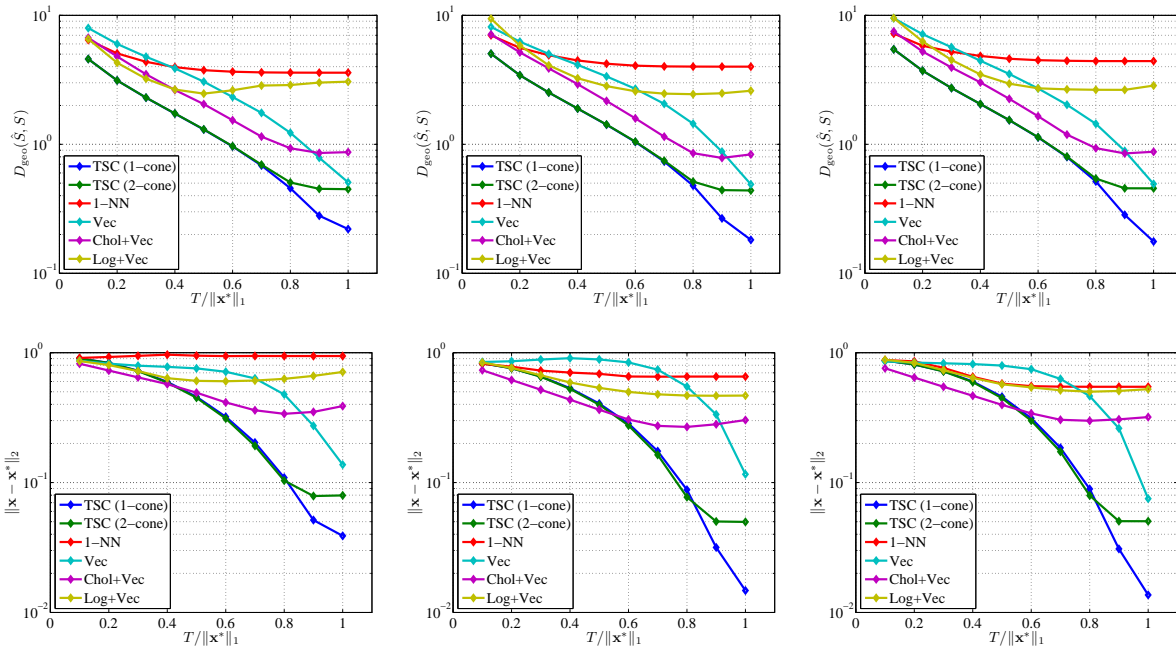 10^1
10^0
10^-1
D_geo(Ŝ, S)
0
0.2
0.4
0.6
0.8
1
T/∥x*∥_1
TSC (1−cone)
TSC (2−cone)
1−NN
Vec
Chol+Vec
Log+Vec
10^1
10^0
10^-1
D_geo(Ŝ, S)
0
0.2
0.4
0.6
0.8
1
T/∥x*∥_1
TSC (1−cone)
TSC (2−cone)
1−NN
Vec
Chol+Vec
Log+Vec
10^1
10^0
10^-1
D_geo(Ŝ, S)
0
0.2
0.4
0.6
0.8
1
T/∥x*∥_1
TSC (1−cone)
TSC (2−cone)
1−NN
Vec
Chol+Vec
Log+Vec
10^0
10^-1
10^-2
∥x − x*∥_2
0
0.2
0.4
0.6
0.8
1
T/∥x*∥_1
TSC (1−cone)
TSC (2−cone)
1−NN
Vec
Chol+Vec
Log+Vec
10^0
10^-1
10^-2
∥x − x*∥_2
0
0.2
0.4
0.6
0.8
1
T/∥x*∥_1
TSC (1−cone)
TSC (2−cone)
1−NN
Vec
Chol+Vec
Log+Vec
10^0
10^-1
10^-2
∥x − x*∥_2
0
0.2
0.4
0.6
0.8
1
T/∥x*∥_1
TSC (1−cone)
TSC (2−cone)
1−NN
Vec
Chol+Vec
Log+Vec